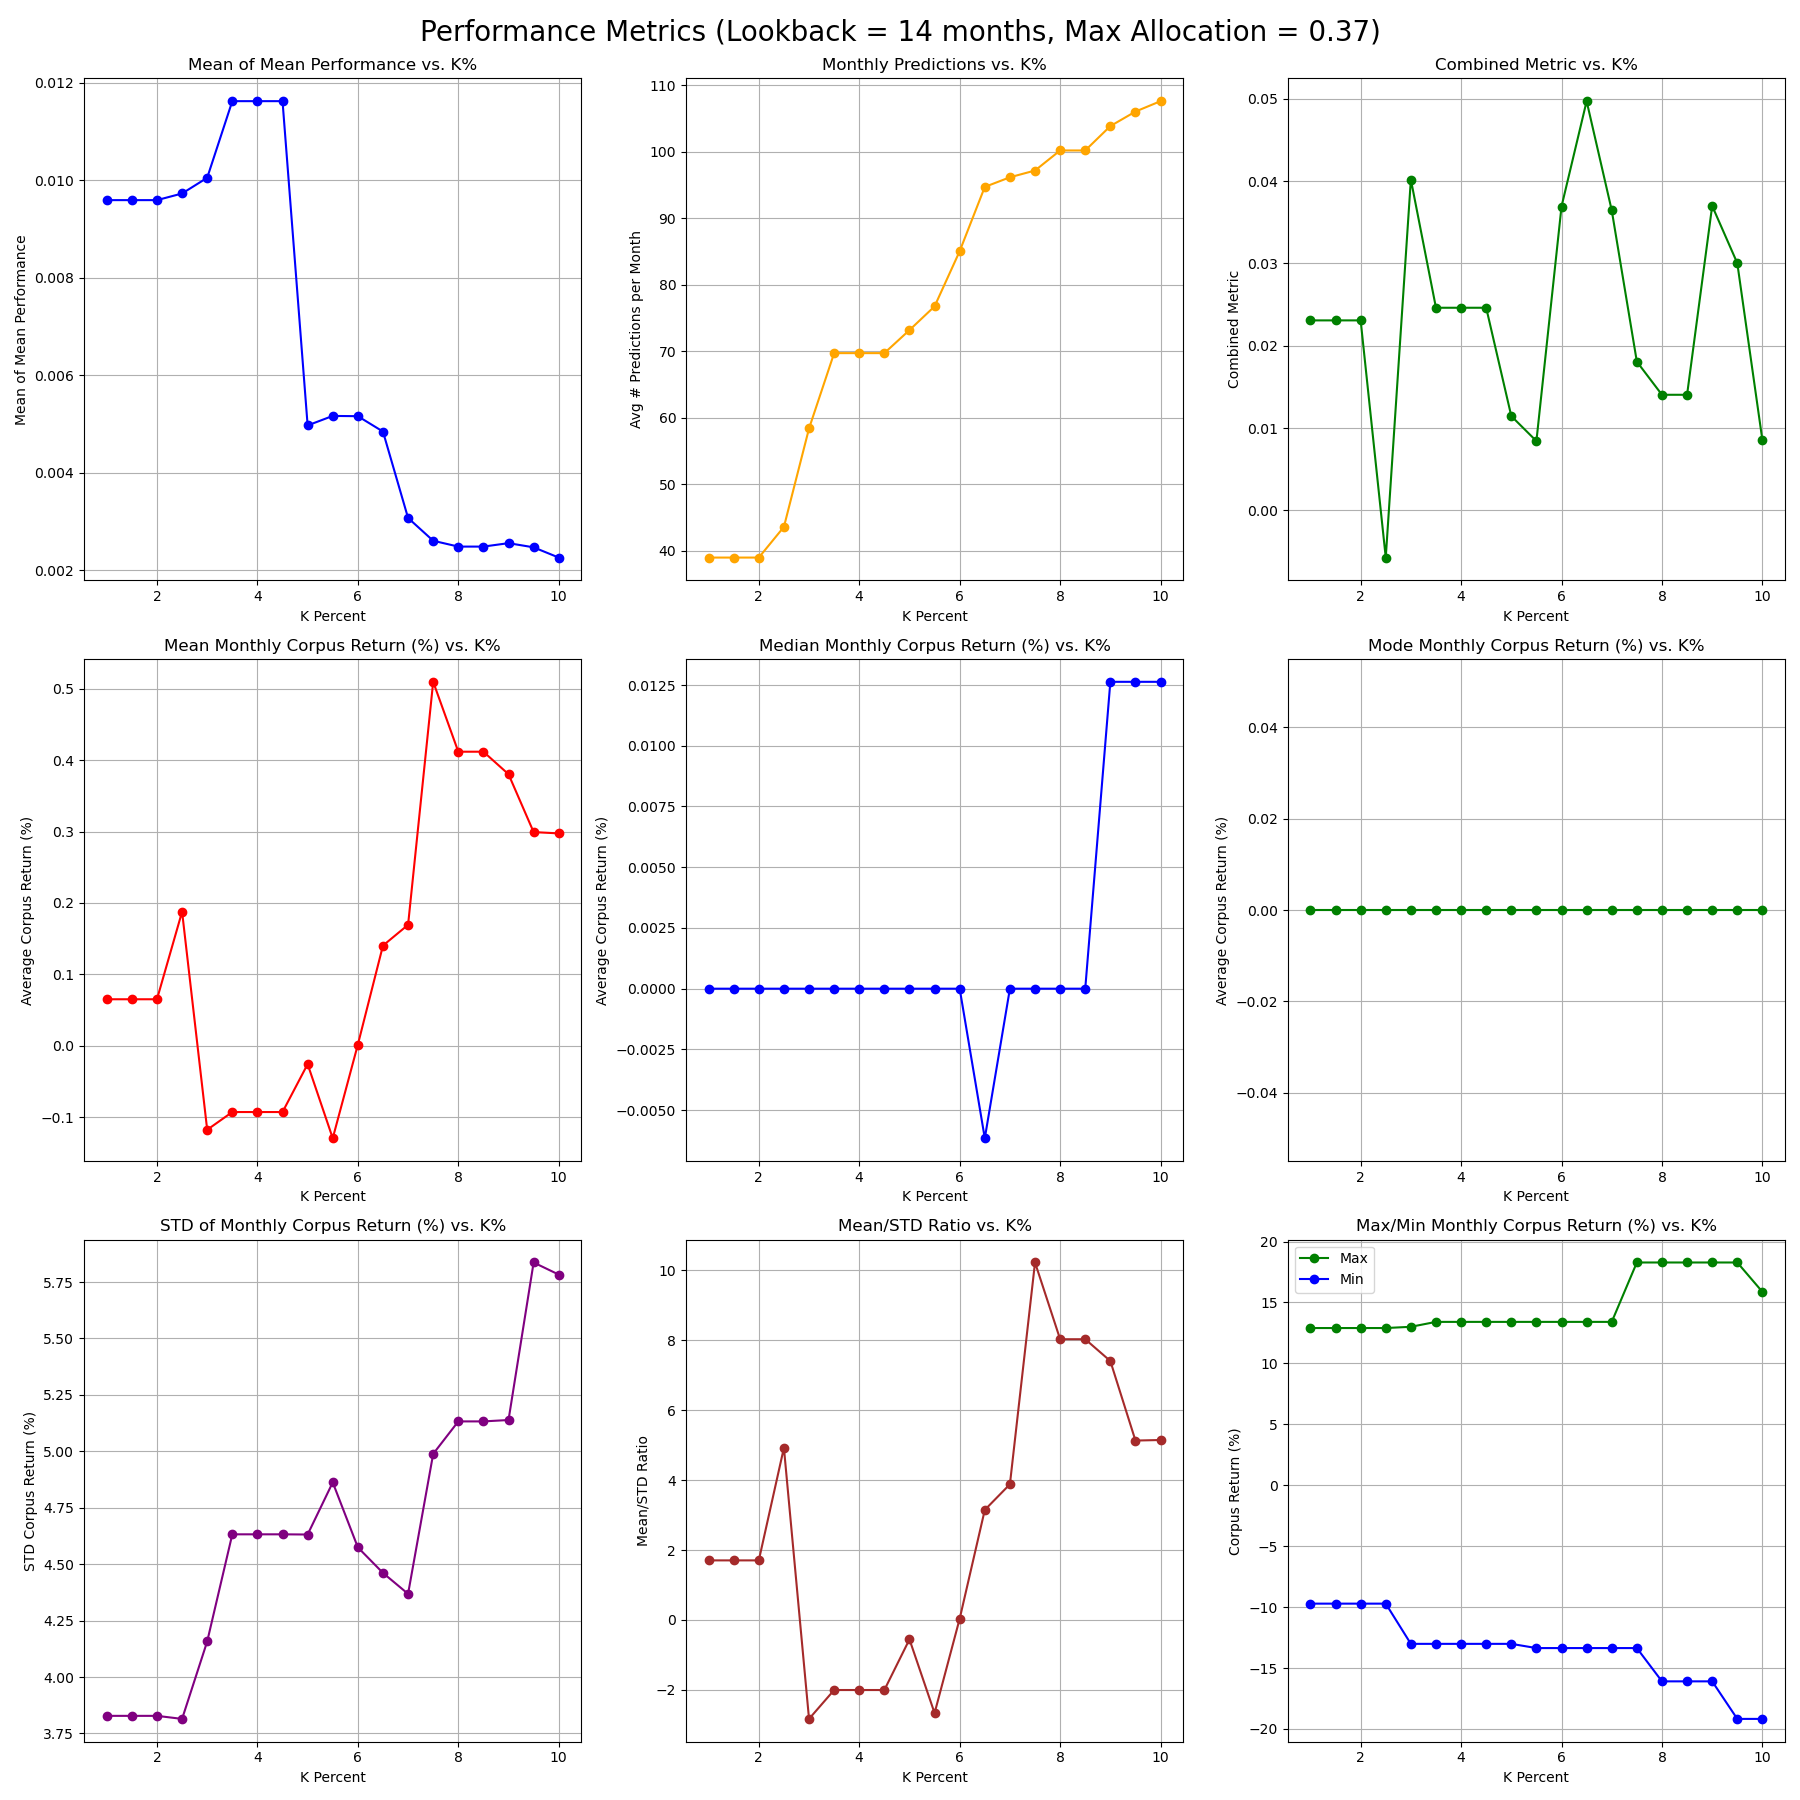 Performance Metrics (Lookback = 14 months, Max Allocation = 0.37)
Mean of Mean Performance vs. K%
0.012
0.010
0.008
0.006
0.004
0.002
Mean of Mean Performance
2 4 6 8 10
K Percent
Monthly Predictions vs. K%
110
100
90
80
70
60
50
40
Avg # Predictions per Month
2 4 6 8 10
K Percent
Combined Metric vs. K%
0.05
0.04
0.03
0.02
0.01
0.00
Combined Metric
2 4 6 8 10
K Percent
Mean Monthly Corpus Return (%) vs. K%
0.5
0.4
0.3
0.2
0.1
0.0
−0.1
Average Corpus Return (%)
2 4 6 8 10
K Percent
Median Monthly Corpus Return (%) vs. K%
0.0125
0.0100
0.0075
0.0050
0.0025
0.0000
−0.0025
−0.0050
Average Corpus Return (%)
2 4 6 8 10
K Percent
Mode Monthly Corpus Return (%) vs. K%
0.04
0.02
0.00
−0.02
−0.04
Average Corpus Return (%)
2 4 6 8 10
K Percent
STD of Monthly Corpus Return (%) vs. K%
5.75
5.50
5.25
5.00
4.75
4.50
4.25
4.00
3.75
STD Corpus Return (%)
2 4 6 8 10
K Percent
Mean/STD Ratio vs. K%
10
8
6
4
2
0
−2
Mean/STD Ratio
2 4 6 8 10
K Percent
Max/Min Monthly Corpus Return (%) vs. K%
Max
Min
20
15
10
5
0
−5
−10
−15
−20
Corpus Return (%)
2 4 6 8 10
K Percent